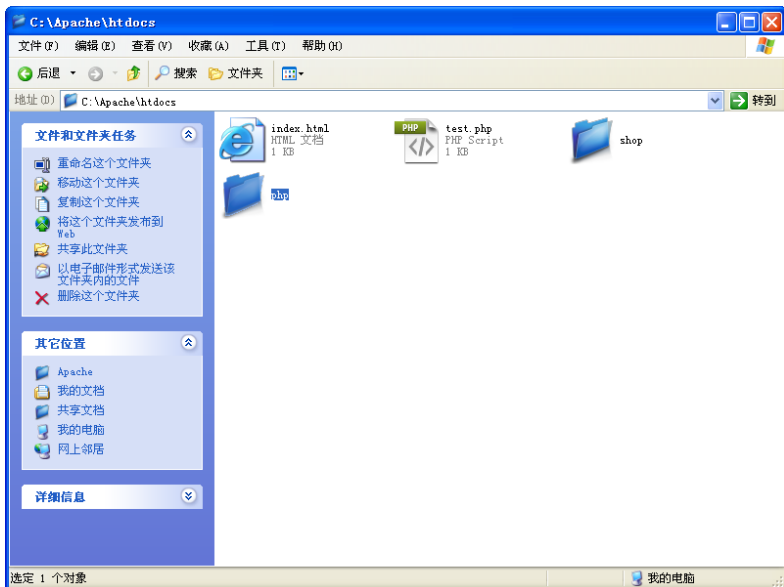 C:\Apache\htdocs
文件(F) 编辑(E) 查看(V) 收藏(A) 工具(T) 帮助(H)
后退 搜索 文件夹
地址(D) C:\Apache\htdocs 转到
文件和文件夹任务
重命名这个文件夹
移动这个文件夹
复制这个文件夹
将这个文件夹发布到
Web
共享此文件夹
以电子邮件形式发送该
文件夹内的文件
删除这个文件夹
其它位置
Apache
我的文档
共享文档
我的电脑
网上邻居
详细信息
index.html
HTML 文档
1 KB
PHP
test.php
PHP Script
1 KB
shop
php
选定 1 个对象
我的电脑